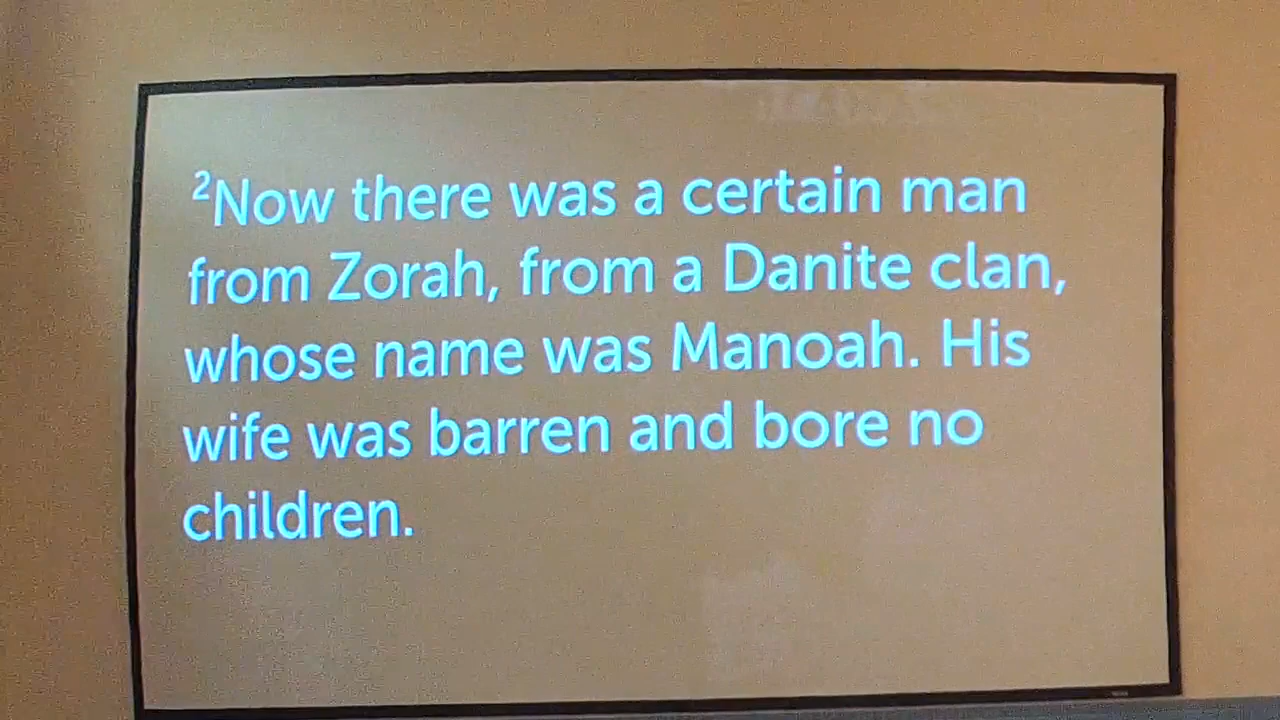 ²Now there was a certain man
from Zorah, from a Danite clan,
whose name was Manoah. His
wife was barren and bore no
children.